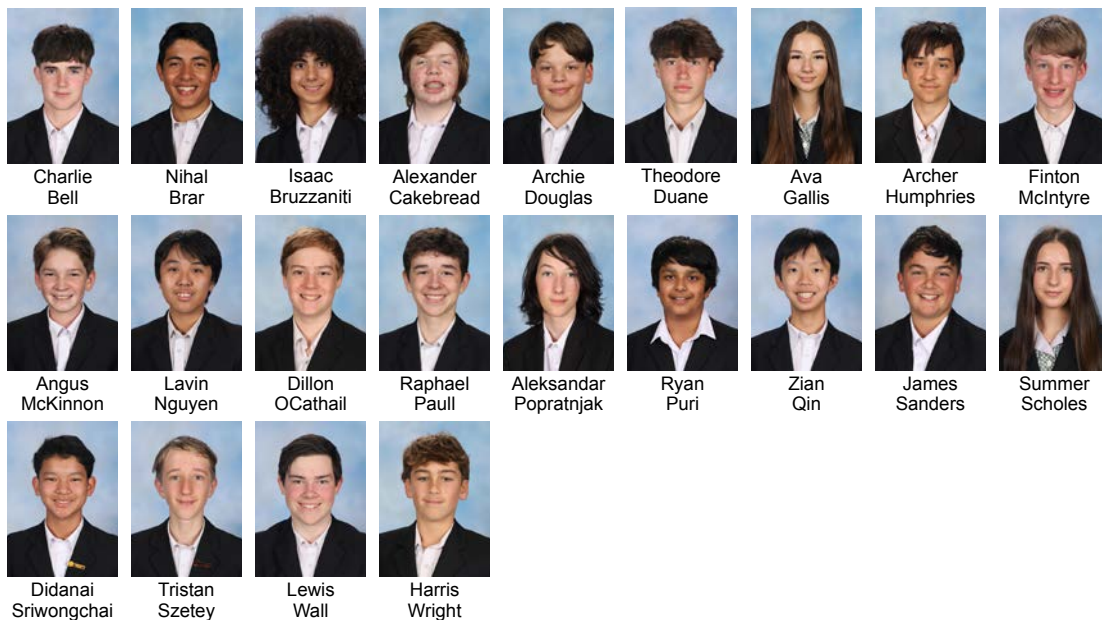 Charlie
Bell
Nihal
Brar
Isaac
Bruzzaniti
Alexander
Cakebread
Archie
Douglas
Theodore
Duane
Ava
Gallis
Archer
Humphries
Finton
McIntyre
Angus
McKinnon
Lavin
Nguyen
Dillon
OCathail
Raphael
Paull
Aleksandar
Popratnjak
Ryan
Puri
Zian
Qin
James
Sanders
Summer
Scholes
Didanai
Sriwongchai
Tristan
Szetey
Lewis
Wall
Harris
Wright